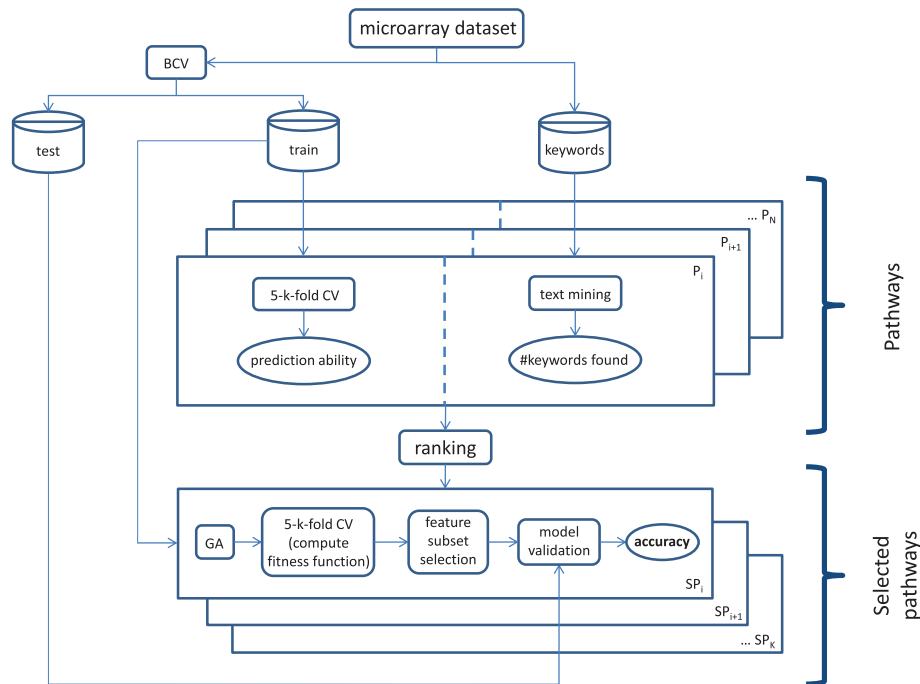 microarray dataset
BCV
test
train
keywords
... P_N
P_i+1
P_i
5-k-fold CV
text mining
prediction ability
#keywords found
Pathways
ranking
GA
5-k-fold CV
(compute
fitness function)
feature
subset
selection
model
validation
accuracy
SP_i
SP_i+1
... SP_K
Selected
pathways